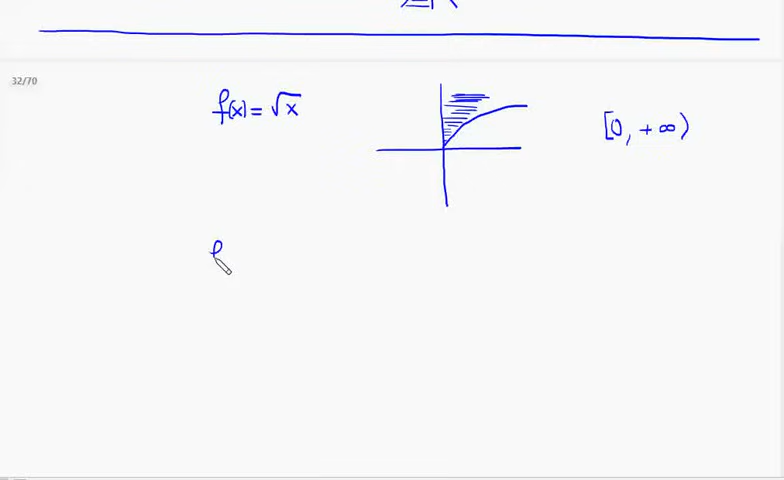 32/70
f(x) = √x [0, +∞)